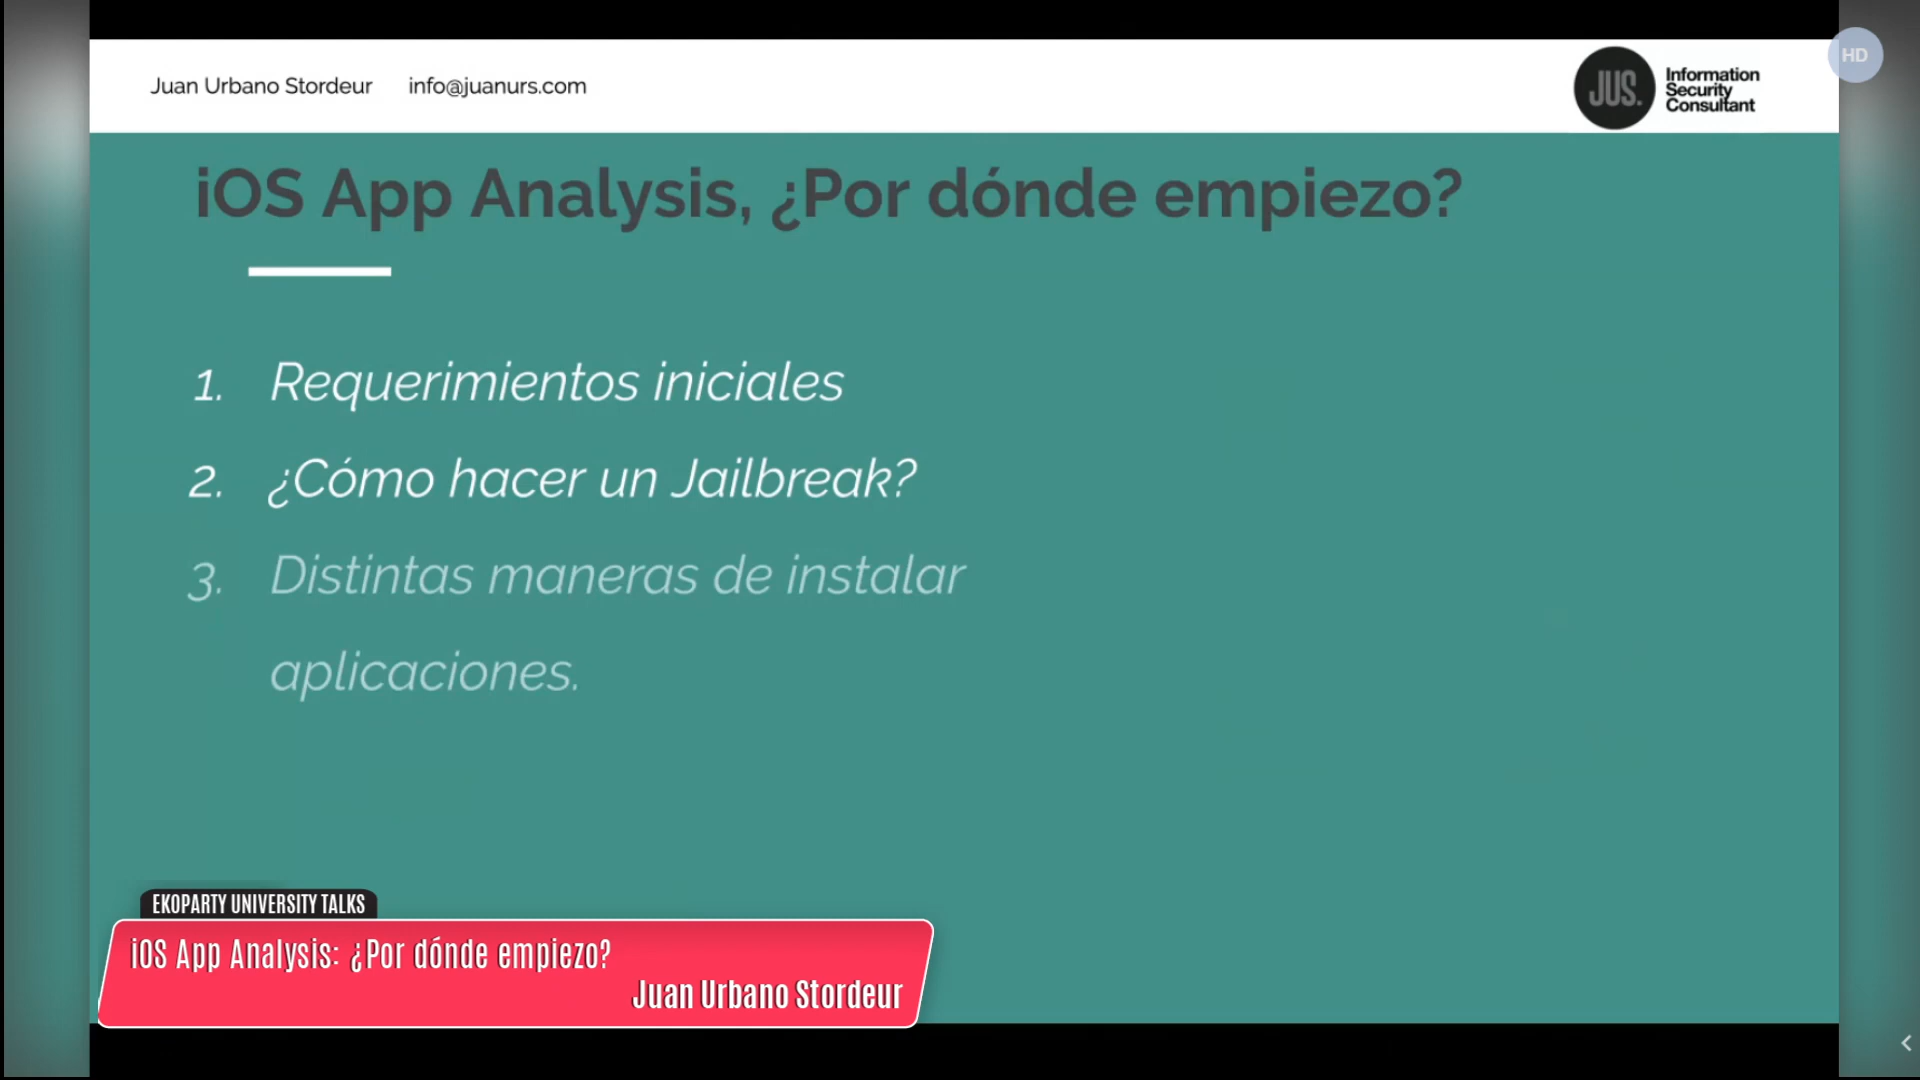 Juan Urbano Stordeur info@juanurs.com
JUS.
Information
Security
Consultant
HD
iOS App Analysis, ¿Por dónde empiezo?
1. Requerimientos iniciales
2. ¿Cómo hacer un Jailbreak?
3. Distintas maneras de instalar
aplicaciones.
EKOPARTY UNIVERSITY TALKS
iOS App Analysis: ¿Por dónde empiezo?
Juan Urbano Stordeur